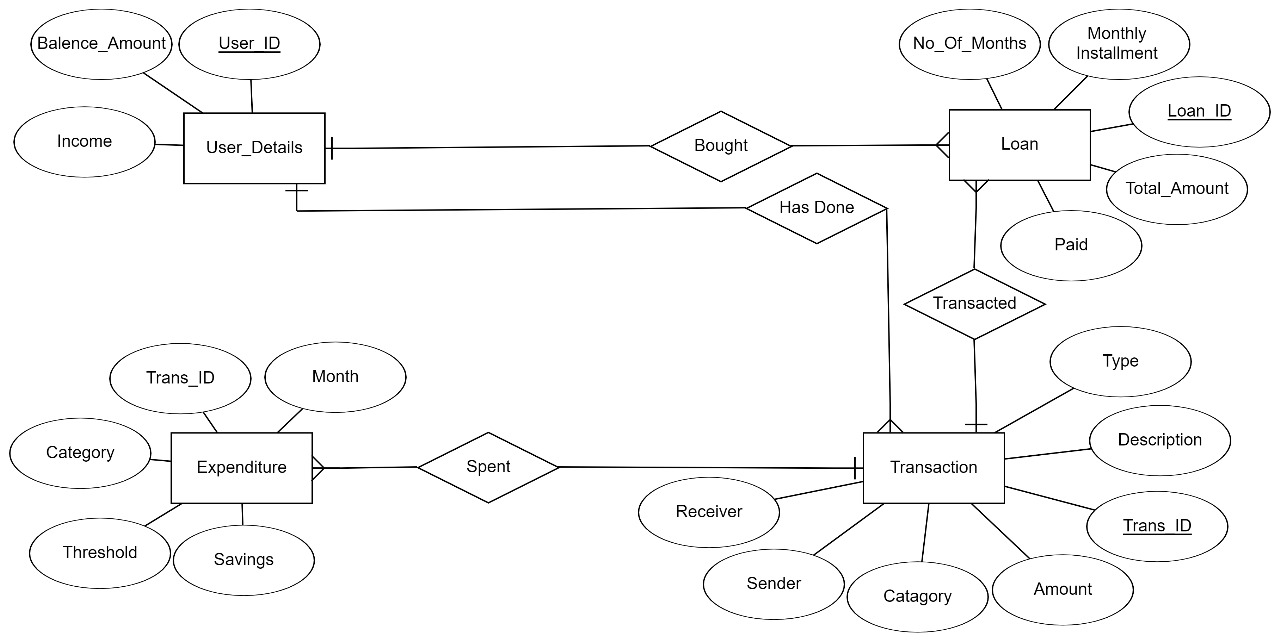 Balence_Amount
User_ID
No_Of_Months
Monthly
Installment
Income
User_Details
Bought
Loan
Loan_ID
Total_Amount
Has Done
Paid
Transacted
Trans_ID
Month
Type
Category
Expenditure
Spent
Transaction
Description
Receiver
Trans_ID
Threshold
Savings
Sender
Catagory
Amount